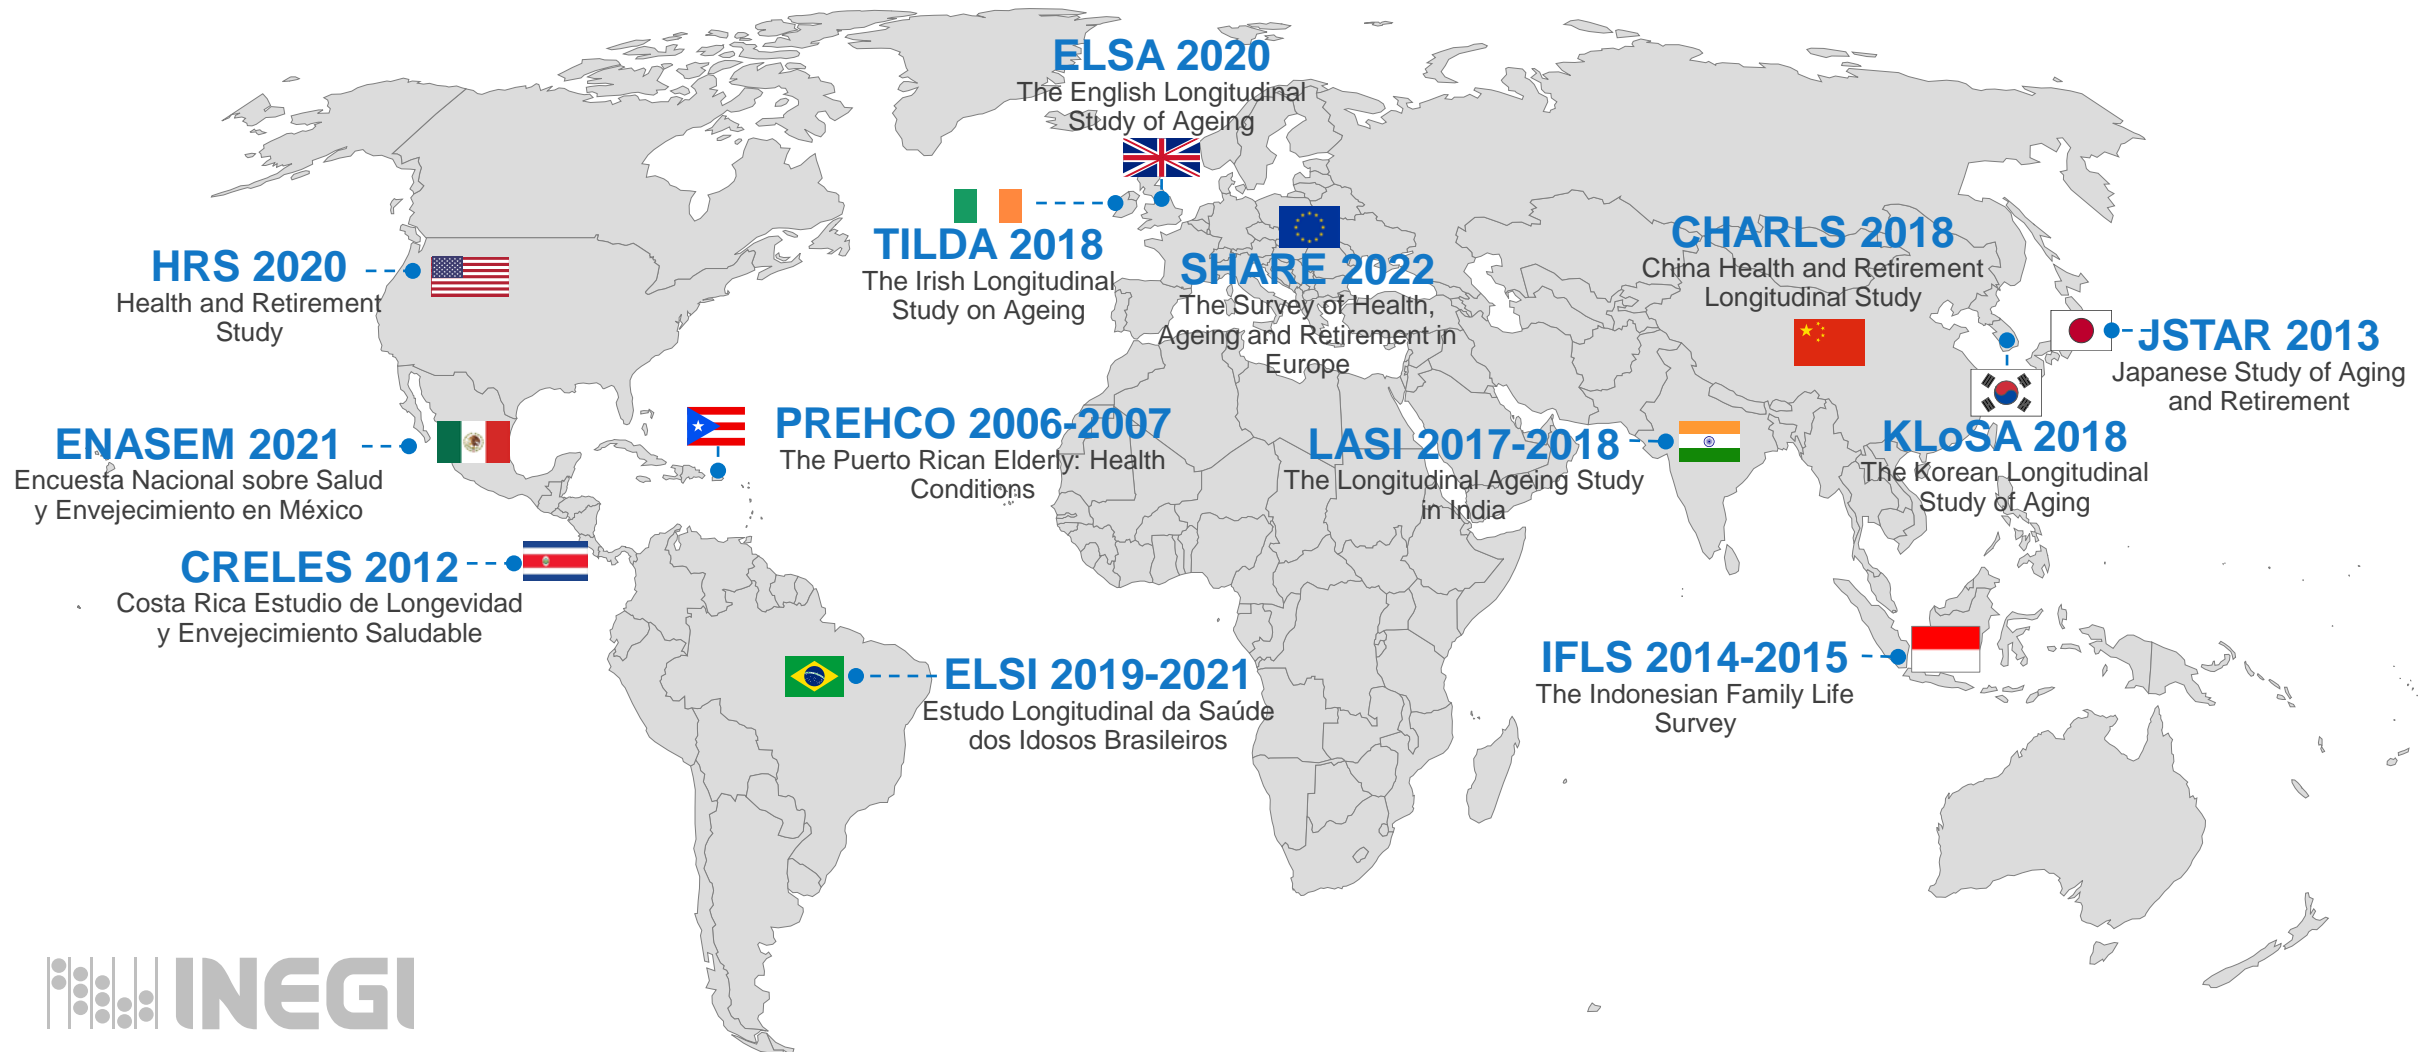 ELSA 2020
The English Longitudinal
Study of Ageing
TILDA 2018
The Irish Longitudinal
Study on Ageing
SHARE 2022
The Survey of Health,
Ageing and Retirement in
Europe
CHARLS 2018
China Health and Retirement
Longitudinal Study
HRS 2020
Health and Retirement
Study
JSTAR 2013
Japanese Study of Aging
and Retirement
ENASEM 2021
Encuesta Nacional sobre Salud
y Envejecimiento en México
PREHCO 2006-2007
The Puerto Rican Elderly: Health
Conditions
LASI 2017-2018
The Longitudinal Ageing Study
in India
KLoSA 2018
The Korean Longitudinal
Study of Aging
CRELES 2012
Costa Rica Estudio de Longevidad
y Envejecimiento Saludable
ELSI 2019-2021
Estudo Longitudinal da Saúde
dos Idosos Brasileiros
IFLS 2014-2015
The Indonesian Family Life
Survey
INEGI